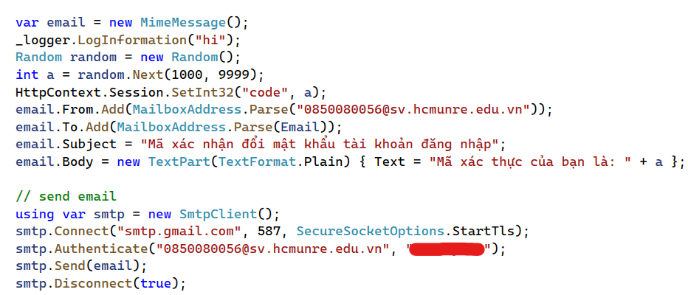 var email = new MimeMessage();
_logger.LogInformation("hi");
Random random = new Random();
int a = random.Next(1000, 9999);
HttpContext.Session.SetInt32("code", a);
email.From.Add(MailboxAddress.Parse("0850080056@sv.hcmunre.edu.vn"));
email.To.Add(MailboxAddress.Parse(Email));
email.Subject = "Mã xác nhận đổi mật khẩu tài khoản đăng nhập";
email.Body = new TextPart(TextFormat.Plain) { Text = "Mã xác thực của bạn là: " + a };
// send email
using var smtp = new SmtpClient();
smtp.Connect("smtp.gmail.com", 587, SecureSocketOptions.StartTls);
smtp.Authenticate("0850080056@sv.hcmunre.edu.vn", "");
smtp.Send(email);
smtp.Disconnect(true);